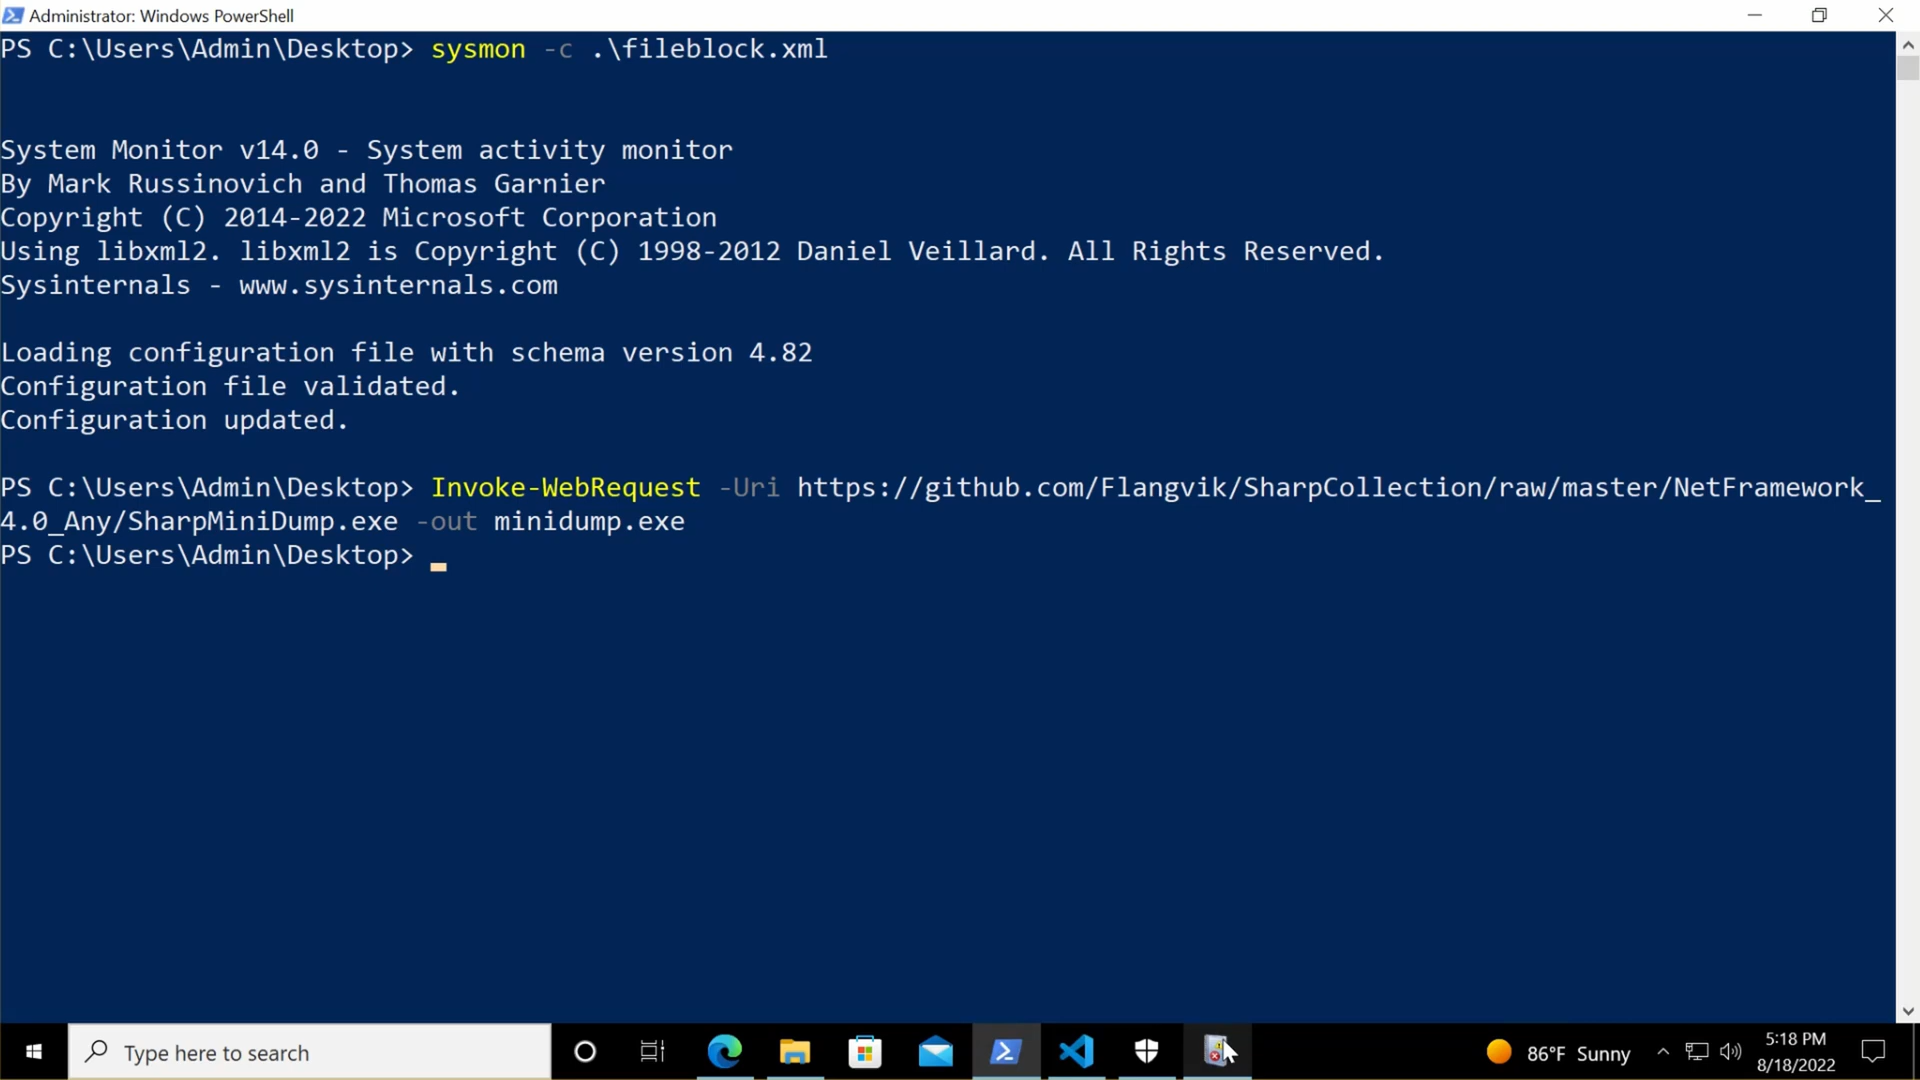 Administrator: Windows PowerShell
PS C:\Users\Admin\Desktop> sysmon -c .\fileblock.xml
System Monitor v14.0 - System activity monitor
By Mark Russinovich and Thomas Garnier
Copyright (C) 2014-2022 Microsoft Corporation
Using libxml2. libxml2 is Copyright (C) 1998-2012 Daniel Veillard. All Rights Reserved.
Sysinternals - www.sysinternals.com
Loading configuration file with schema version 4.82
Configuration file validated.
Configuration updated.
PS C:\Users\Admin\Desktop> Invoke-WebRequest -Uri https://github.com/Flangvik/SharpCollection/raw/master/NetFramework_
4.0_Any/SharpMiniDump.exe -out minidump.exe
PS C:\Users\Admin\Desktop>
Type here to search
86°F Sunny
5:18 PM
8/18/2022